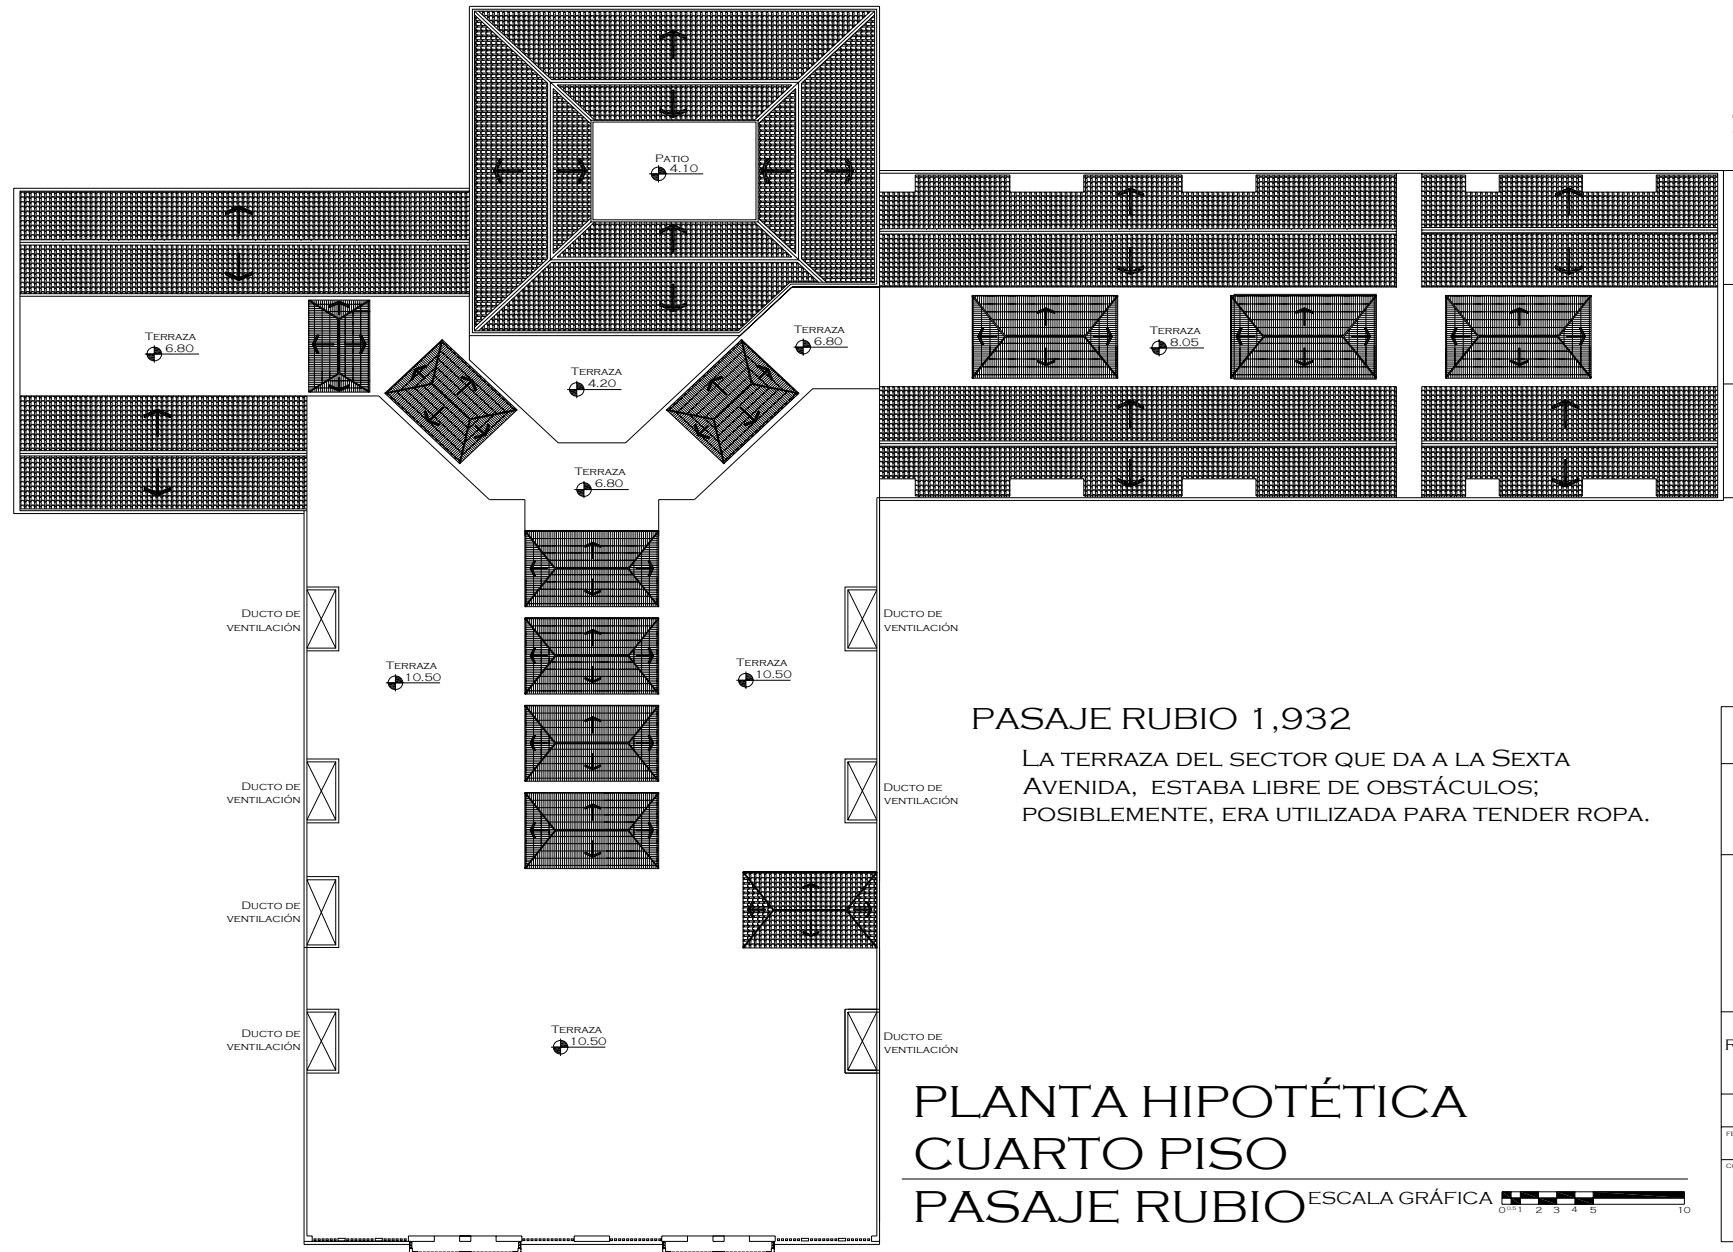 PATIO
4.10
TERRAZA
6.80
TERRAZA
6.80
TERRAZA
8.05
TERRAZA
4.20
TERRAZA
6.80
DUCTO DE
VENTILACIÓN
DUCTO DE
VENTILACIÓN
TERRAZA
10.50
TERRAZA
10.50
PASAJE RUBIO 1,932
LA TERRAZA DEL SECTOR QUE DA A LA SEXTA
AVENIDA, ESTABA LIBRE DE OBSTÁCULOS;
POSIBLEMENTE, ERA UTILIZADA PARA TENDER ROPA.
DUCTO DE
VENTILACIÓN
DUCTO DE
VENTILACIÓN
DUCTO DE
VENTILACIÓN
DUCTO DE
VENTILACIÓN
TERRAZA
10.50
DUCTO DE
VENTILACIÓN
PLANTA HIPOTÉTICA
CUARTO PISO
PASAJE RUBIO
ESCALA GRÁFICA
0 0.5 1 2 3 4 5 10